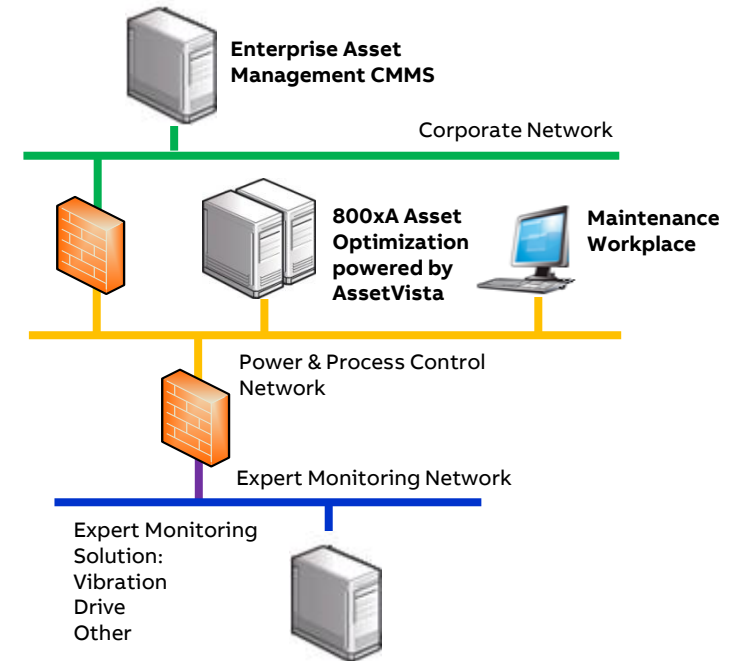 Enterprise Asset
Management CMMS
Corporate Network
800xA Asset
Optimization
powered by
AssetVista
Maintenance
Workplace
Power & Process Control
Network
Expert Monitoring Network
Expert Monitoring
Solution:
Vibration
Drive
Other